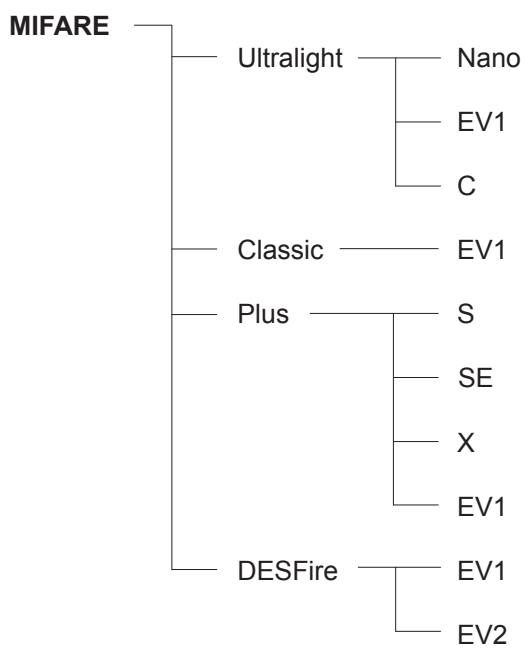 MIFARE
Ultralight Nano
EV1
C
Classic EV1
Plus S
SE
X
EV1
DESFire EV1
EV2